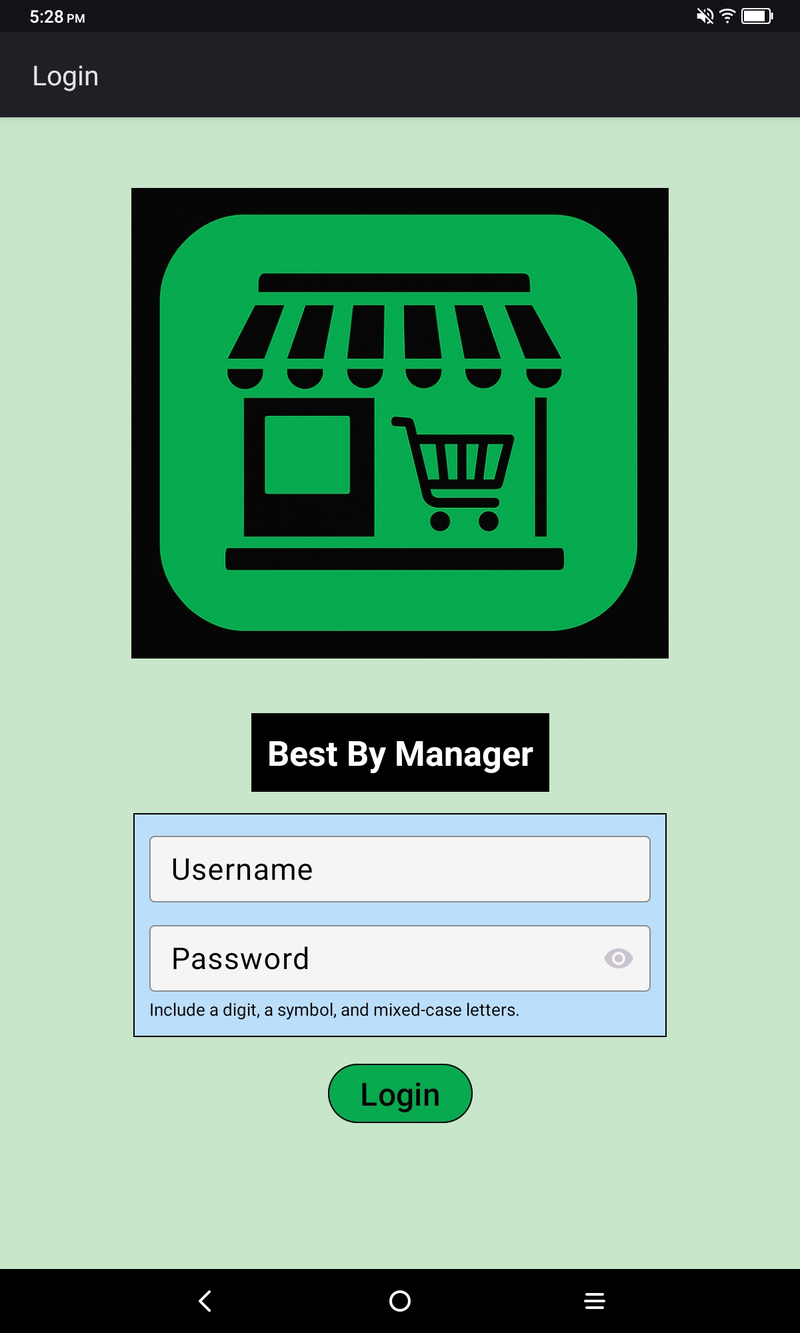 5:28 PM
Login
Best By Manager
Username
Password
Include a digit, a symbol, and mixed-case letters.
Login